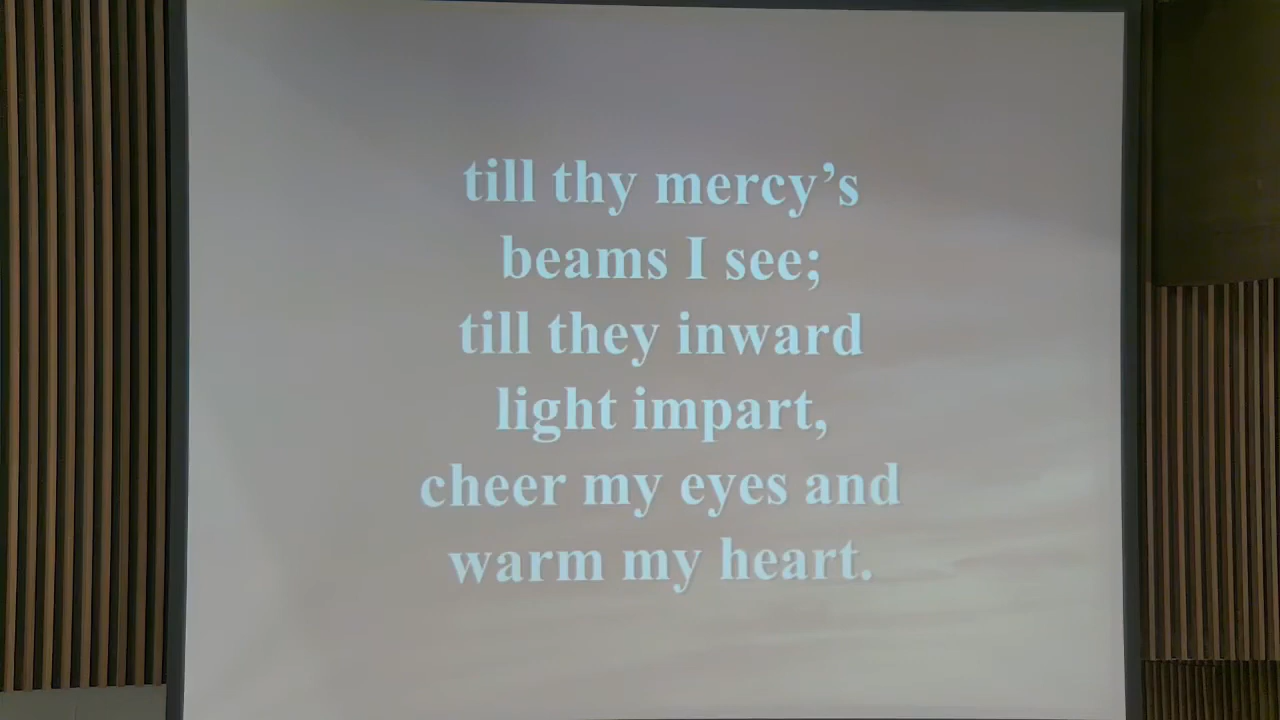 till thy mercy’s
beams I see;
till they inward
light impart,
cheer my eyes and
warm my heart.